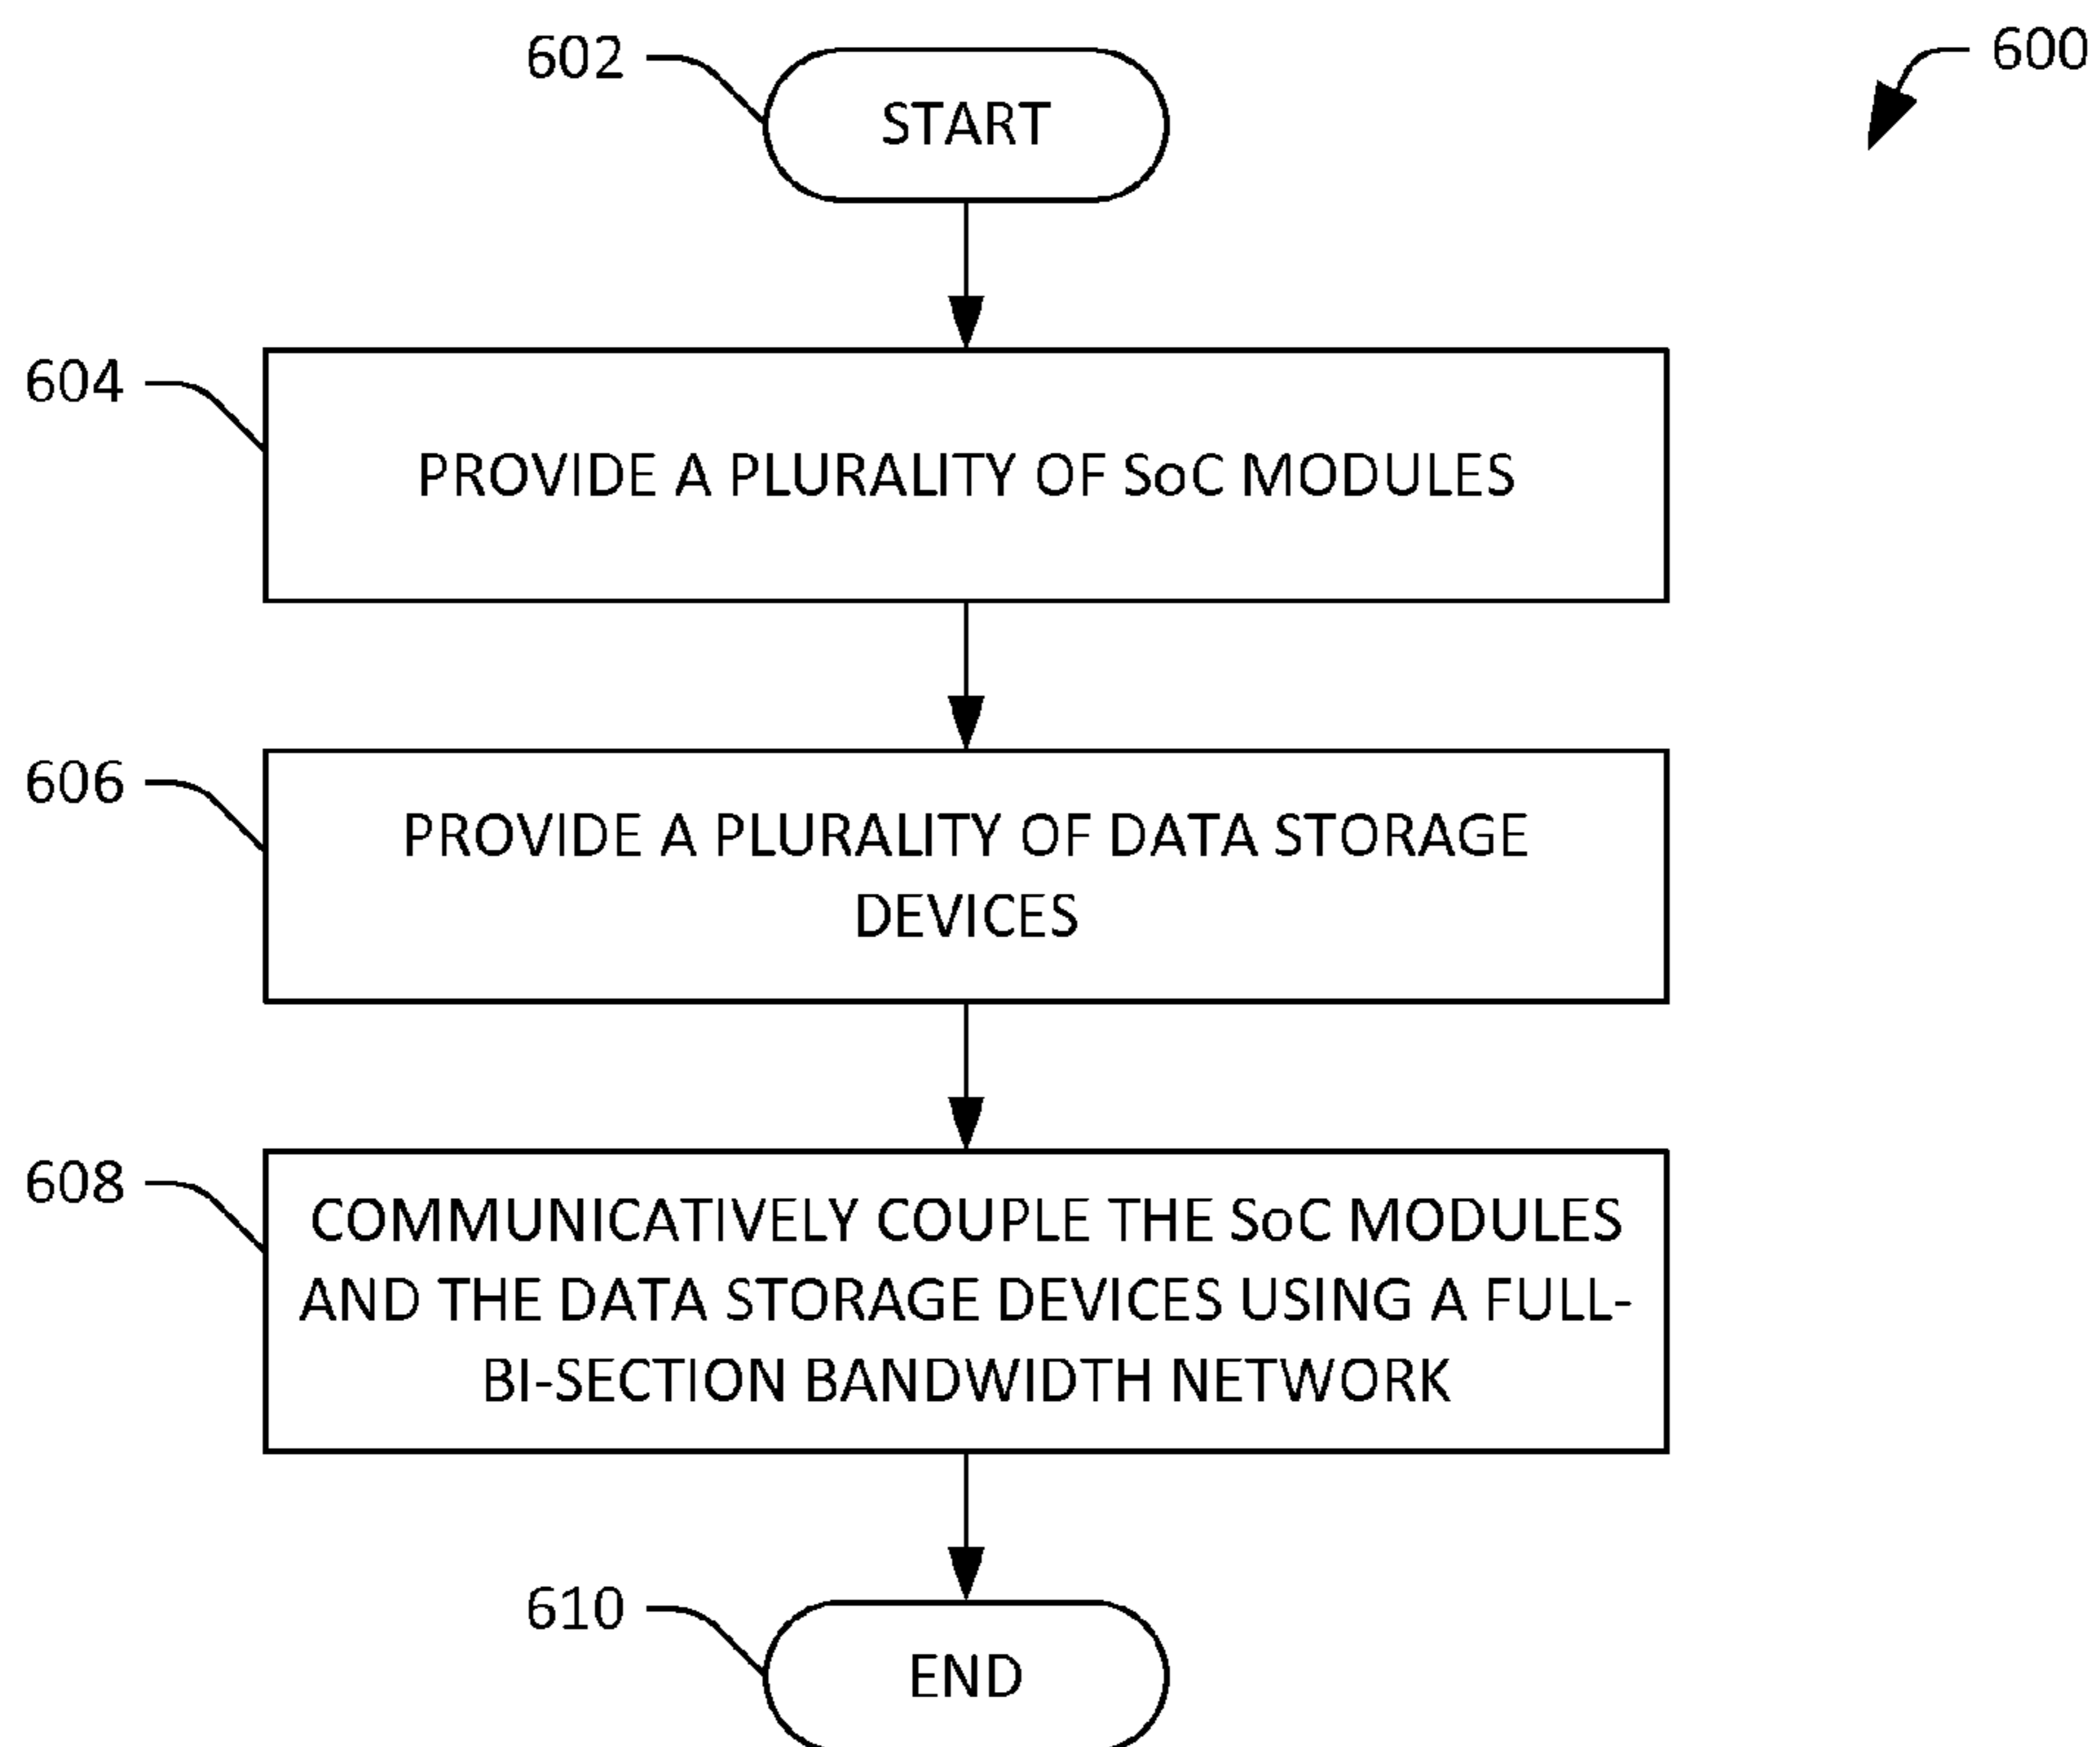 602
START
600
604
PROVIDE A PLURALITY OF SoC MODULES
606
PROVIDE A PLURALITY OF DATA STORAGE
DEVICES
608
COMMUNICATIVELY COUPLE THE SoC MODULES
AND THE DATA STORAGE DEVICES USING A FULL-
BI-SECTION BANDWIDTH NETWORK
610
END